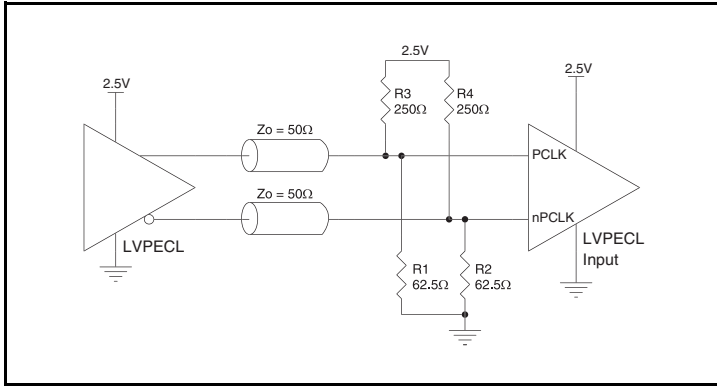 2.5V
2.5V
2.5V
R3
250Ω
R4
250Ω
Zo = 50Ω
PCLK
Zo = 50Ω
nPCLK
LVPECL
LVPECL
Input
R1
62.5Ω
R2
62.5Ω